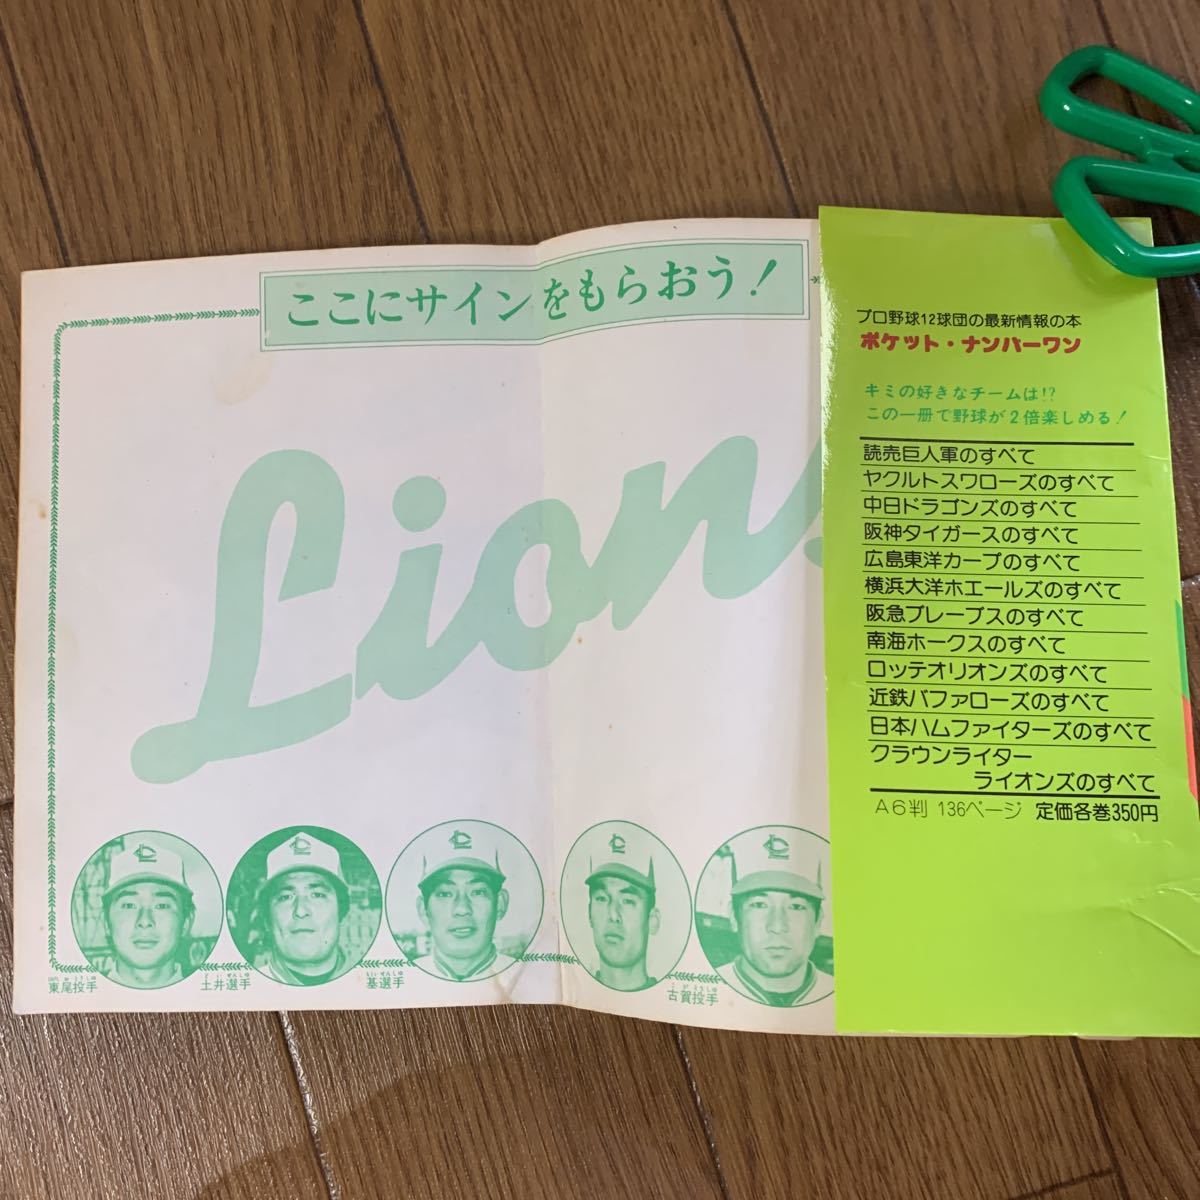 ここにサインをもらおう!
Lions
東尾投手
土井選手
基選手
古賀投手
プロ野球12球団の最新情報の本
ポケット・ナンバーワン
キミの好きなチームは!?
この一冊で野球が2倍楽しめる!
読売巨人軍のすべて
ヤクルトスワローズのすべて
中日ドラゴンズのすべて
阪神タイガースのすべて
広島東洋カープのすべて
横浜大洋ホエールズのすべて
阪急ブレーブスのすべて
南海ホークスのすべて
ロッテオリオンズのすべて
近鉄バファローズのすべて
日本ハムファイターズのすべて
クラウンライター
ライオンズのすべて
A6判 136ページ 定価各巻350円